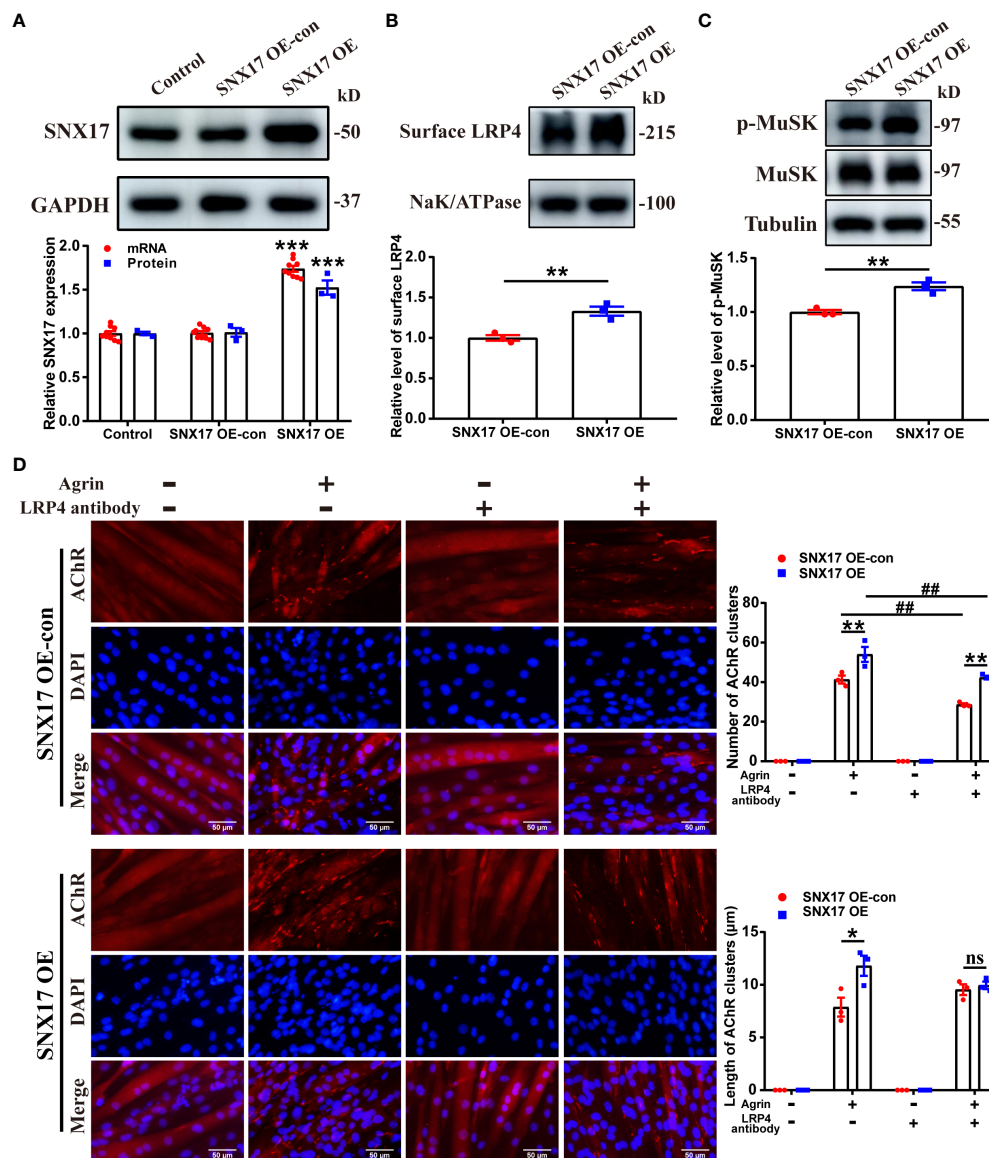 A
Control
SNX17 OE-con
SNX17 OE
kD
SNX17
-50
GAPDH
-37
mRNA
Protein
***
***
Relative SNX17 expression
2.0
1.5
1.0
0.5
0.0
Control
SNX17 OE-con
SNX17 OE
B
SNX17 OE-con
SNX17 OE
kD
Surface LRP4
-215
NaK/ATPase
-100
**
Relative level of surface LRP4
2.0
1.5
1.0
0.5
0.0
SNX17 OE-con
SNX17 OE
C
SNX17 OE-con
SNX17 OE
kD
p-MuSK
-97
MuSK
-97
Tubulin
-55
**
Relative level of p-MuSK
1.5
1.0
0.5
0.0
SNX17 OE-con
SNX17 OE
D
Agrin - + - +
LRP4 antibody - - + +
SNX17 OE-con
AChR
DAPI
Merge
50 μm
50 μm
50 μm
50 μm
SNX17 OE
AChR
DAPI
Merge
50 μm
50 μm
50 μm
50 μm
SNX17 OE-con
SNX17 OE
##
##
**
**
Number of AChR clusters
80
60
40
20
0
Agrin - + - +
LRP4 antibody - - + +
SNX17 OE-con
SNX17 OE
*
ns
Length of AChR clusters (μm)
15
10
5
0
Agrin - + - +
LRP4 antibody - - + +